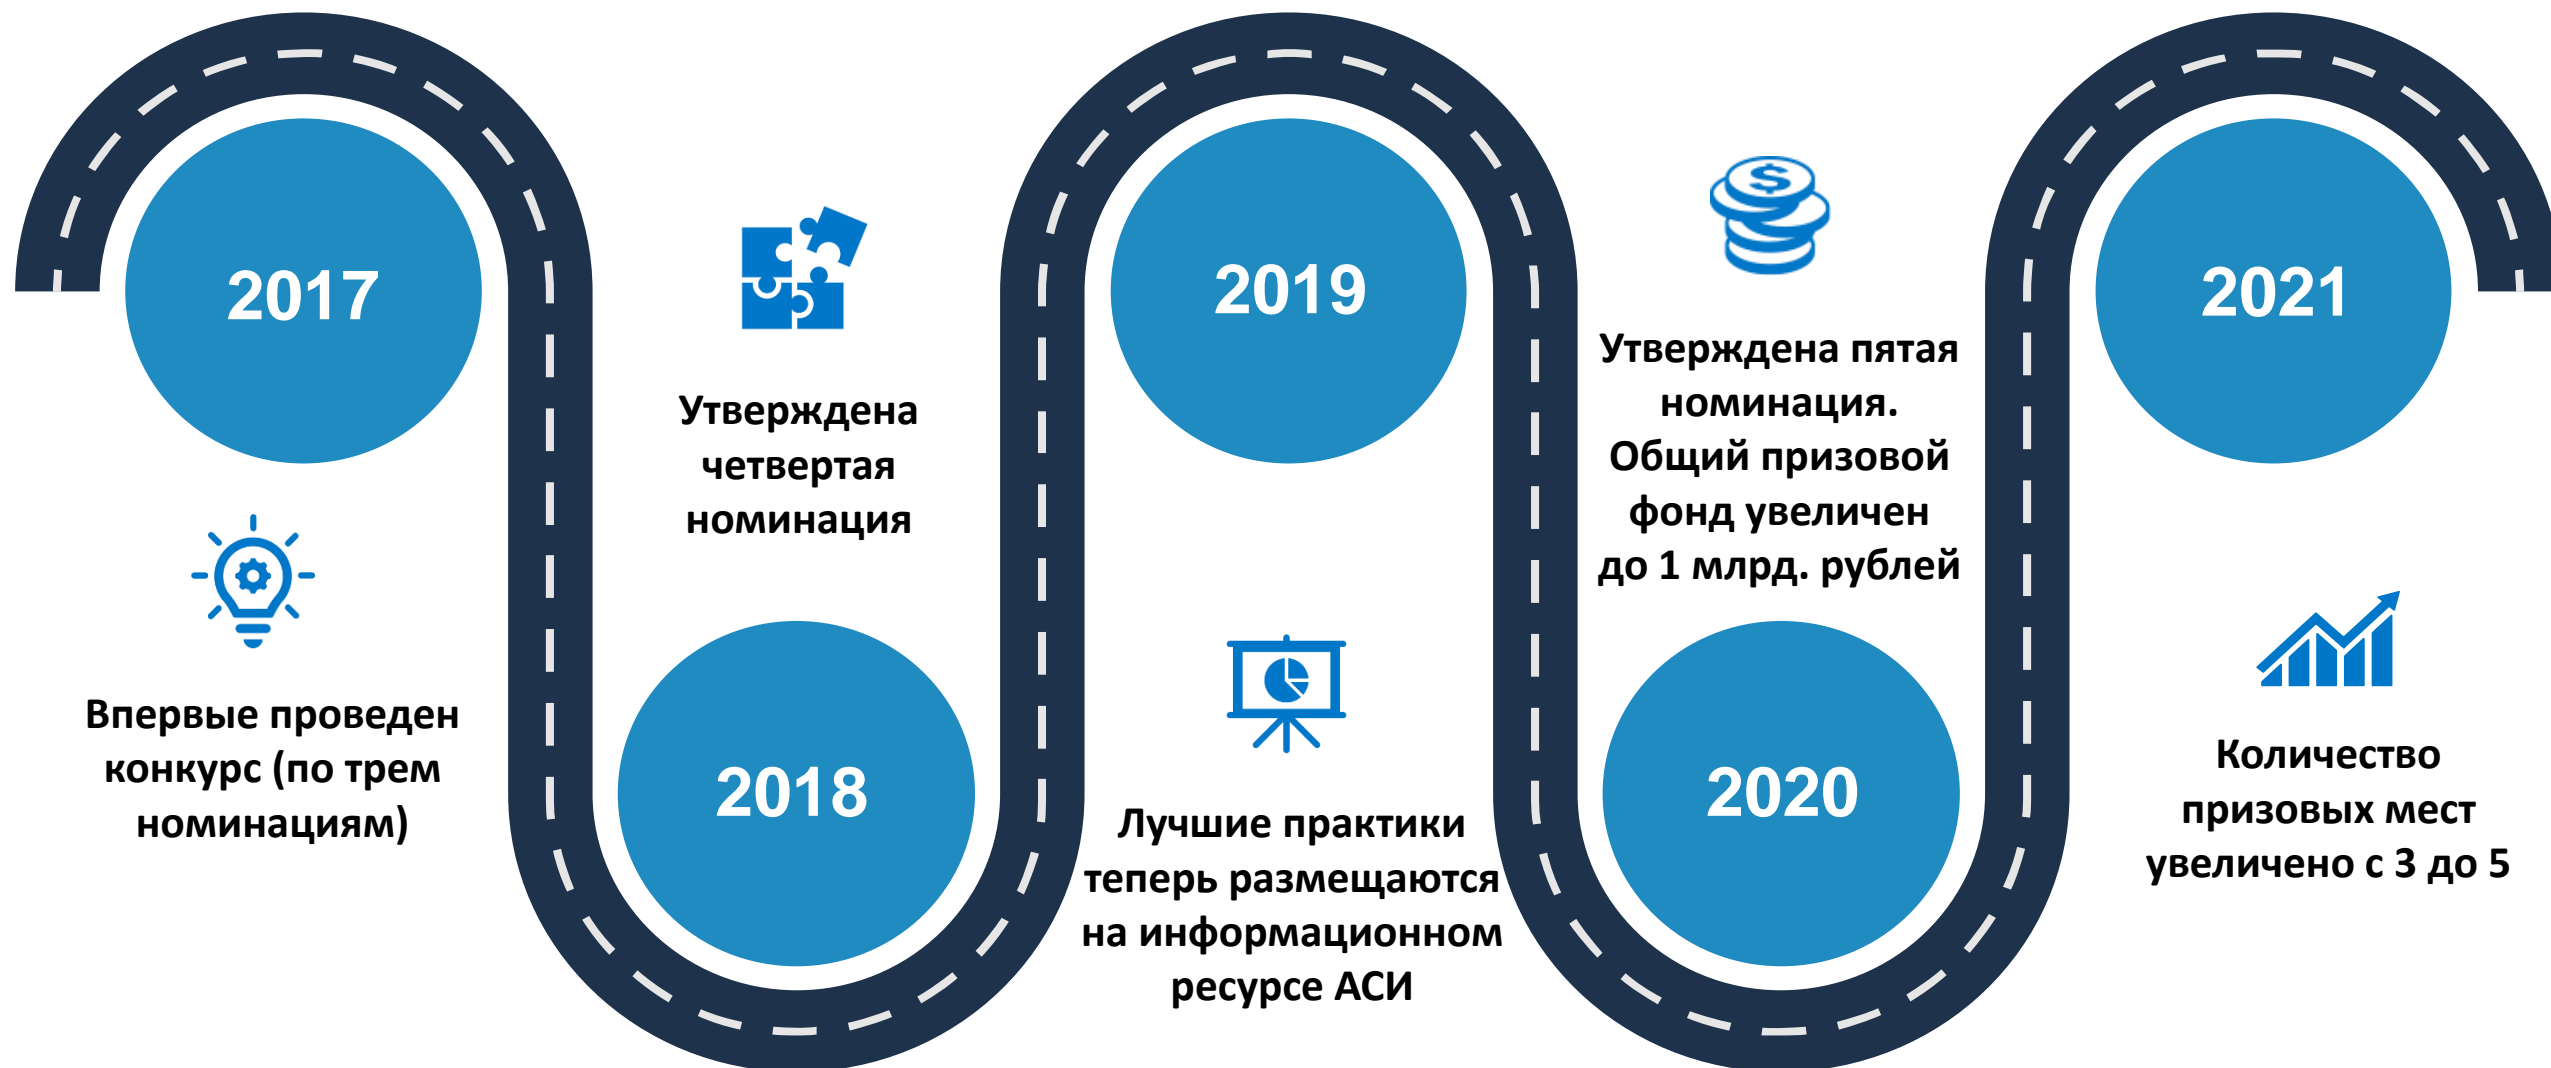 2017
Впервые проведен
конкурс (по трем
номинациям)
Утверждена
четвертая
номинация
2018
2019
Лучшие практики
теперь размещаются
на информационном
ресурсе АСИ
$
Утверждена пятая
номинация.
Общий призовой
фонд увеличен
до 1 млрд. рублей
2020
2021
Количество
призовых мест
увеличено с 3 до 5